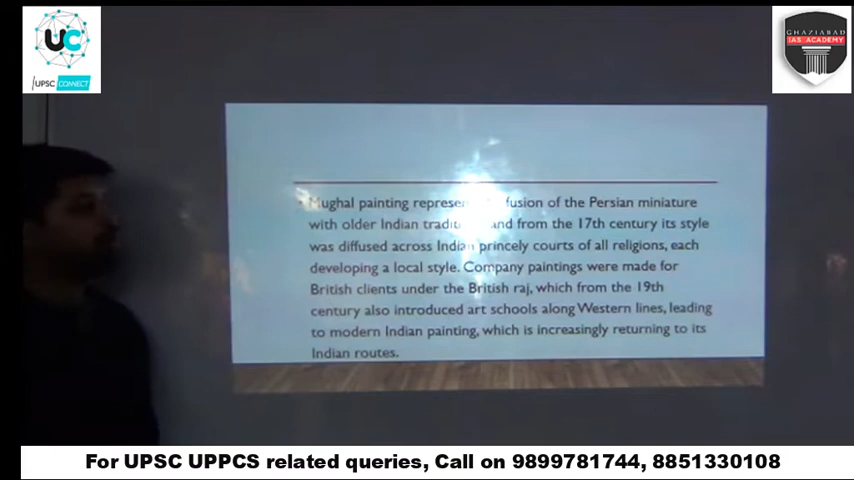 UC
UPSC CONNECT
GHAZIABAD
IAS ACADEMY
• Mughal painting represen fusion of the Persian miniature
with older Indian traditi and from the 17th century its style
was diffused across Indian princely courts of all religions, each
developing a local style. Company paintings were made for
British clients under the British raj, which from the 19th
century also introduced art schools along Western lines, leading
to modern Indian painting, which is increasingly returning to its
Indian routes.
For UPSC UPPCS related queries, Call on 9899781744, 8851330108